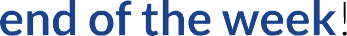 end of the week!